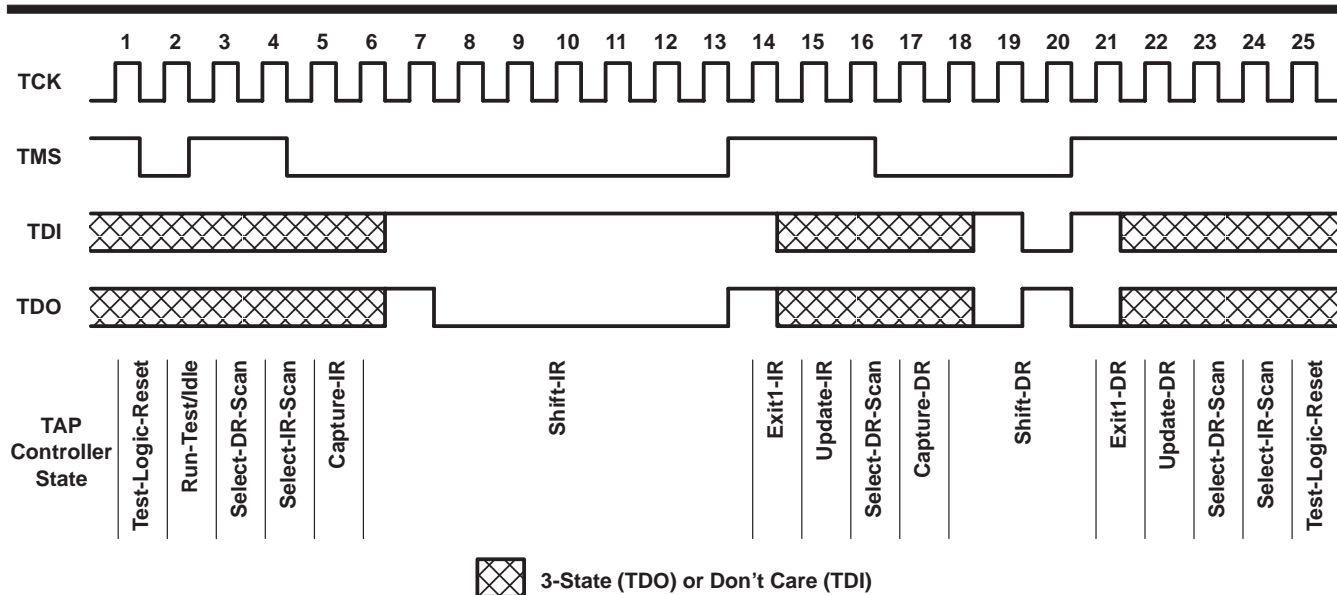 1 2 3 4 5 6 7 8 9 10 11 12 13 14 15 16 17 18 19 20 21 22 23 24 25
TCK
TMS
TDI
TDO
TAP
Controller
State
Test-Logic-Reset
Run-Test/Idle
Select-DR-Scan
Select-IR-Scan
Capture-IR
Shift-IR
Exit1-IR
Update-IR
Select-DR-Scan
Capture-DR
Shift-DR
Exit1-DR
Update-DR
Select-DR-Scan
Select-IR-Scan
Test-Logic-Reset
3-State (TDO) or Don’t Care (TDI)